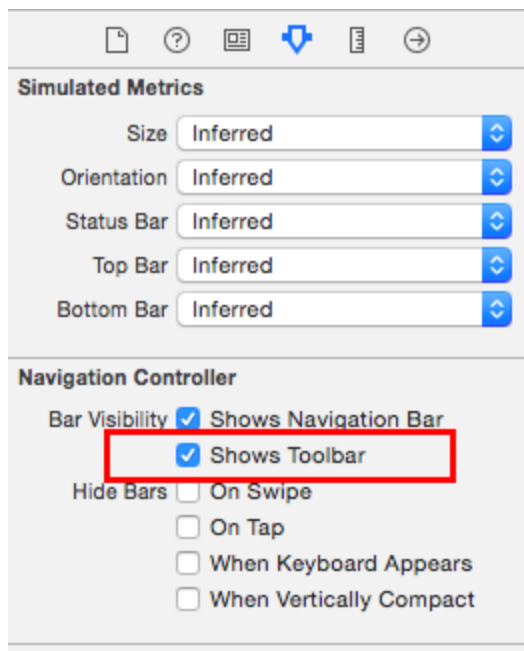 Simulated Metrics
Size Inferred
Orientation Inferred
Status Bar Inferred
Top Bar Inferred
Bottom Bar Inferred
Navigation Controller
Bar Visibility Shows Navigation Bar
Shows Toolbar
Hide Bars On Swipe
On Tap
When Keyboard Appears
When Vertically Compact